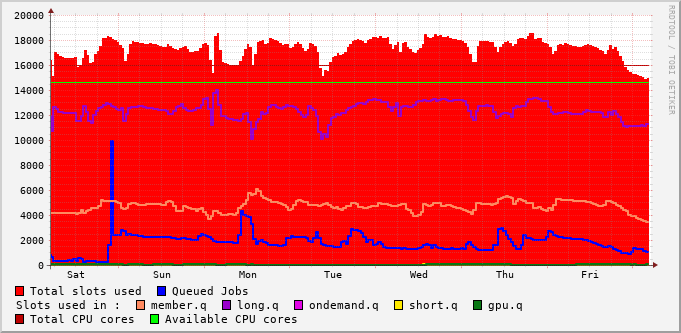 RRDTOOL / TOBI OETIKER
20000
18000
16000
14000
12000
10000
8000
6000
4000
2000
0
Sat Sun Mon Tue Wed Thu Fri
Total slots used Queued Jobs
Slots used in : member.q long.q ondemand.q short.q gpu.q
Total CPU cores Available CPU cores